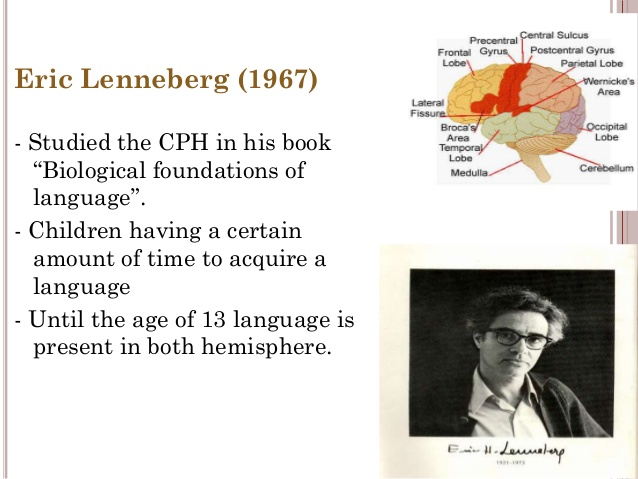 Eric Lenneberg (1967)
- Studied the CPH in his book
“Biological foundations of
language”.
- Children having a certain
amount of time to acquire a
language
- Until the age of 13 language is
present in both hemisphere.
Central Sulcus
Precentral
Gyrus
Postcentral Gyrus
Frontal
Lobe
Parietal Lobe
Wernicke's
Area
Lateral
Fissure
Broca's
Area
Temporal
Lobe
Occipital
Lobe
Medulla
Cerebellum
Eric H. Lenneberg
1921-1975